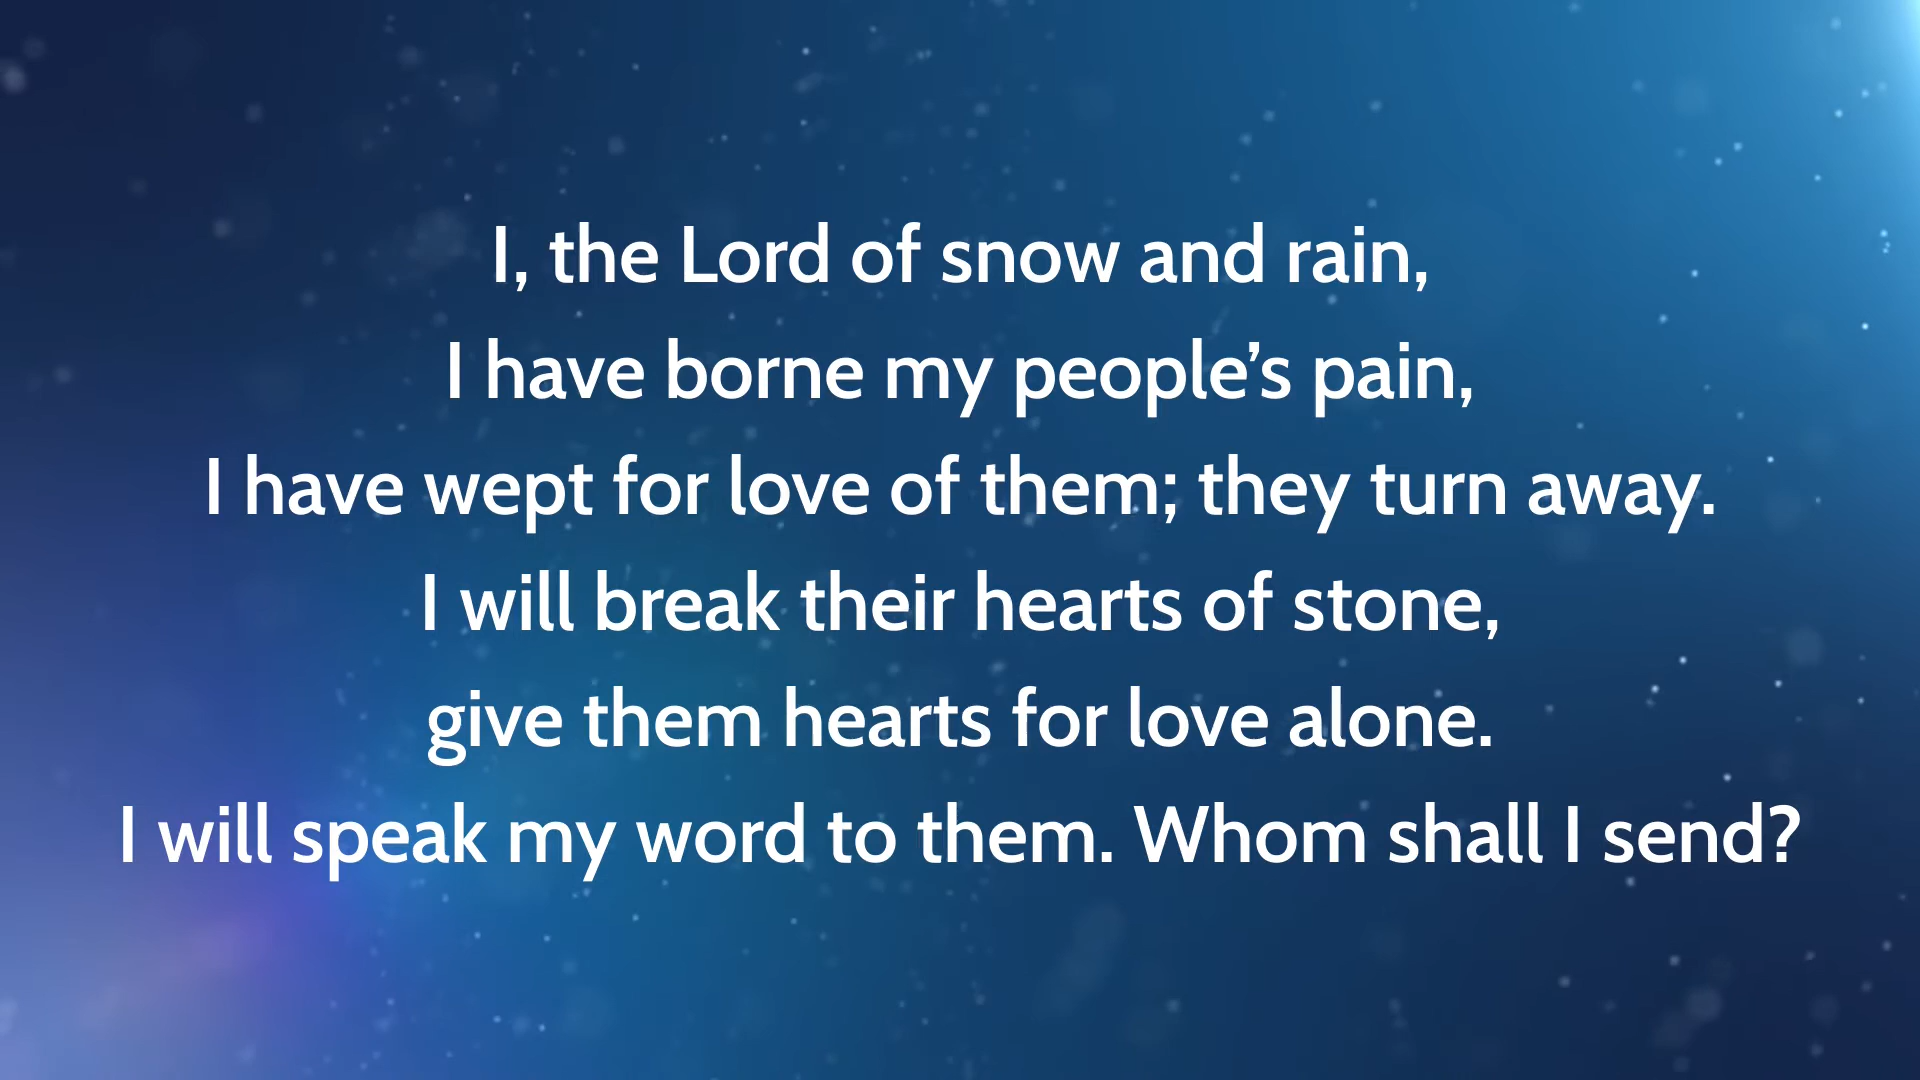 I, the Lord of snow and rain,
I have borne my people’s pain,
I have wept for love of them; they turn away.
I will break their hearts of stone,
give them hearts for love alone.
I will speak my word to them. Whom shall I send?